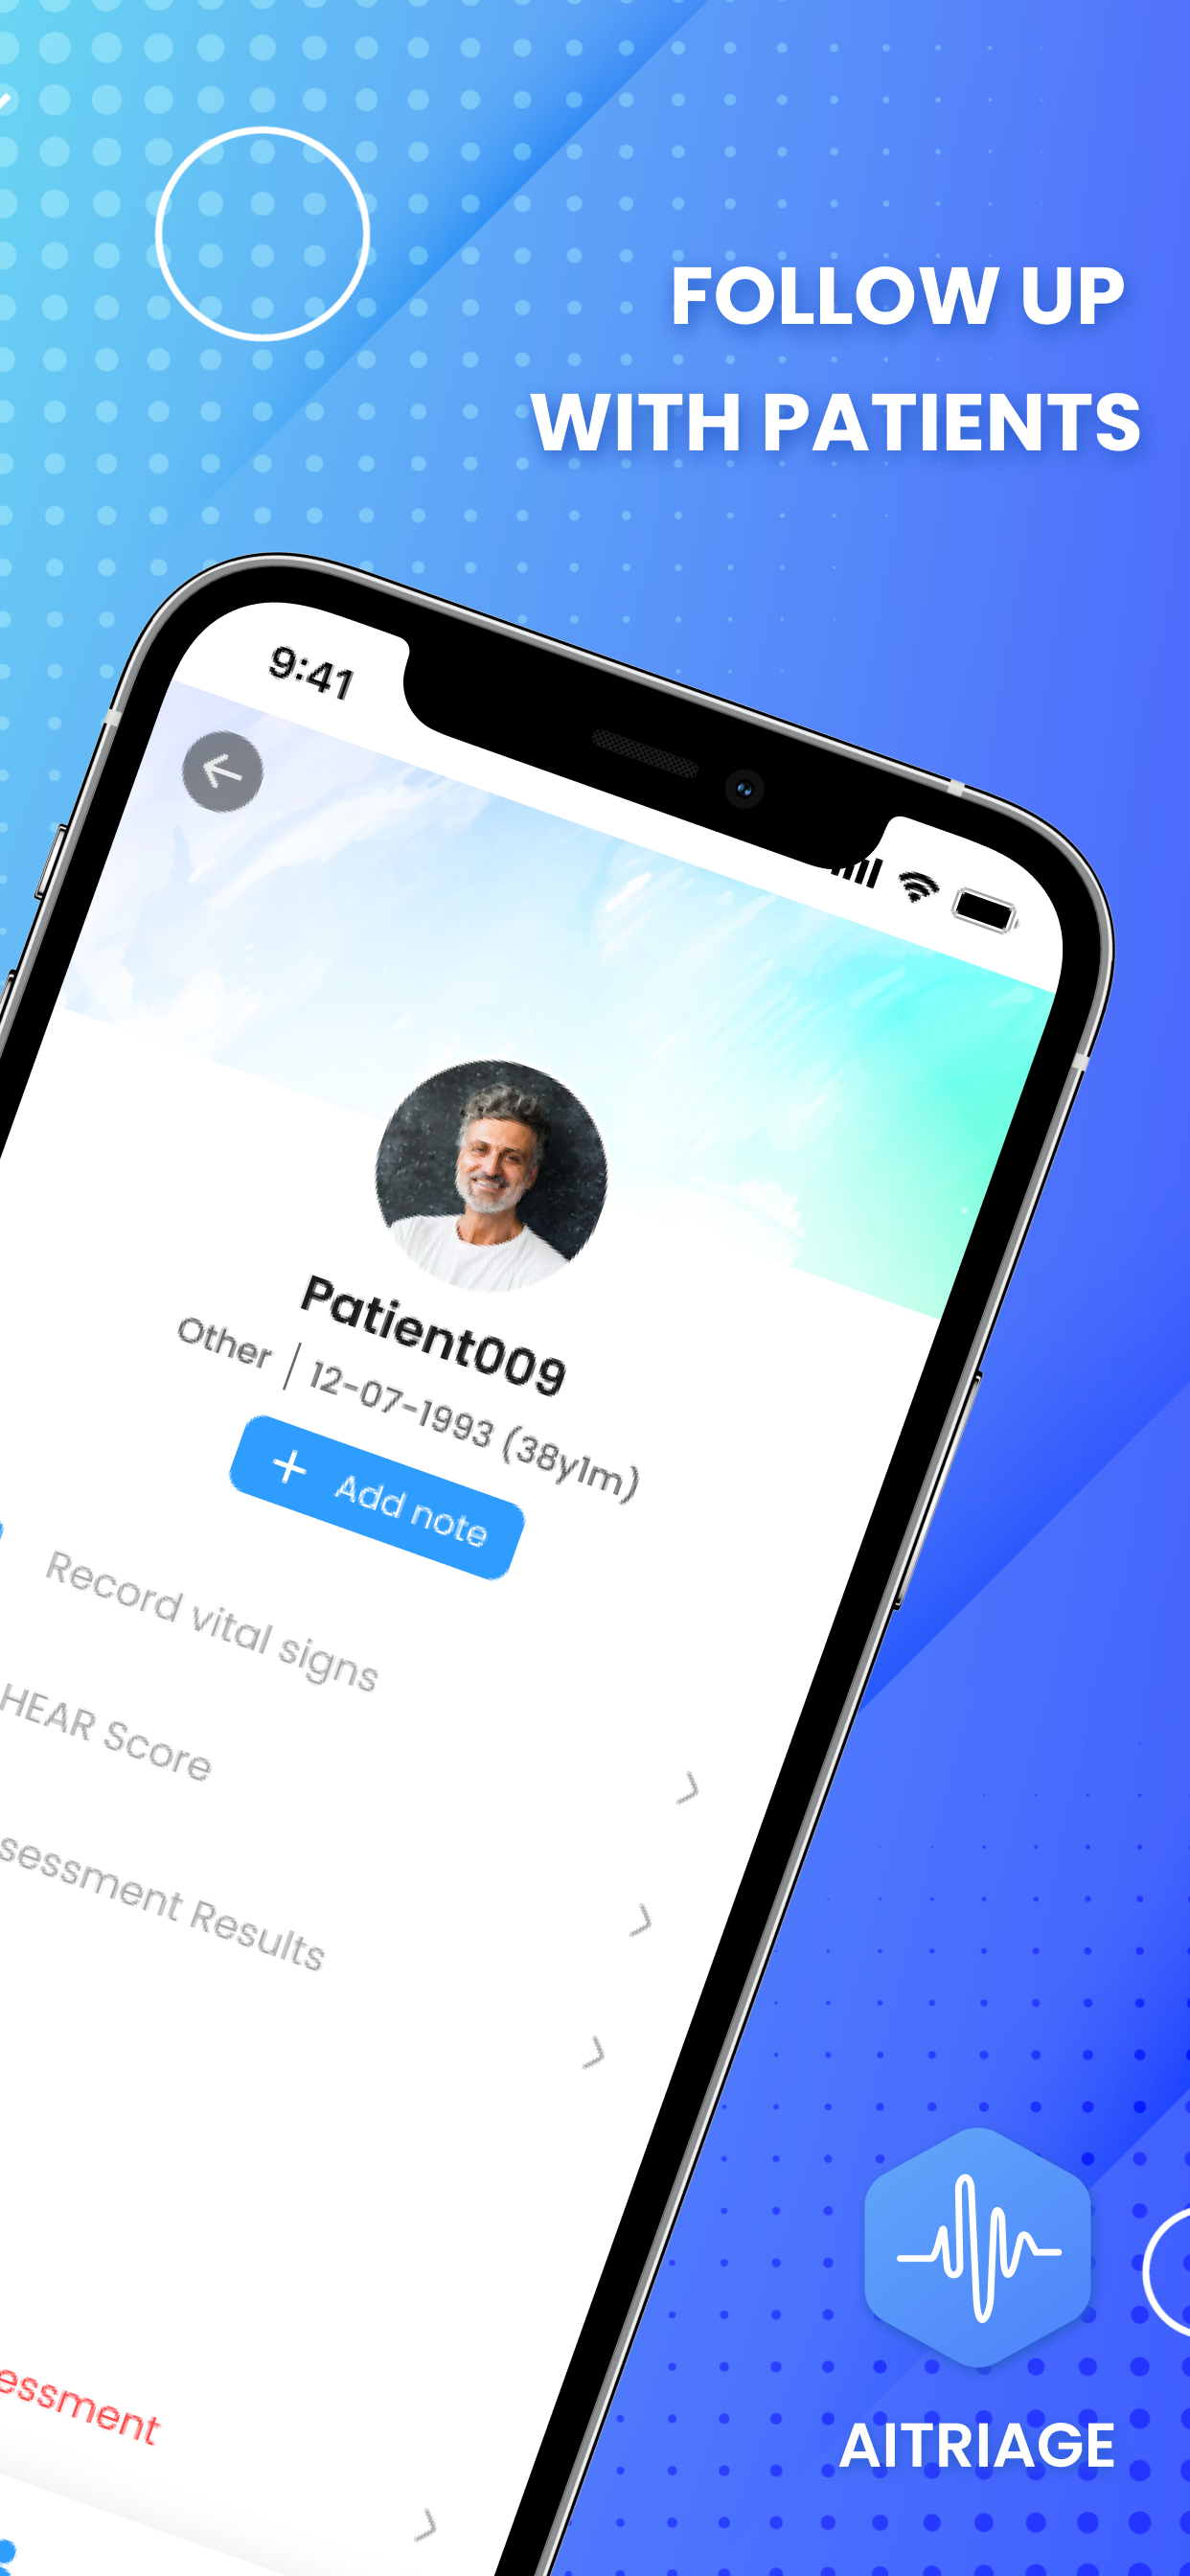 FOLLOW UP
WITH PATIENTS
9:41
Patient009
Other | 12-07-1993 (38y1m)
+ Add note
Record vital signs
HEAR Score
sessment Results
essment
AITRIAGE